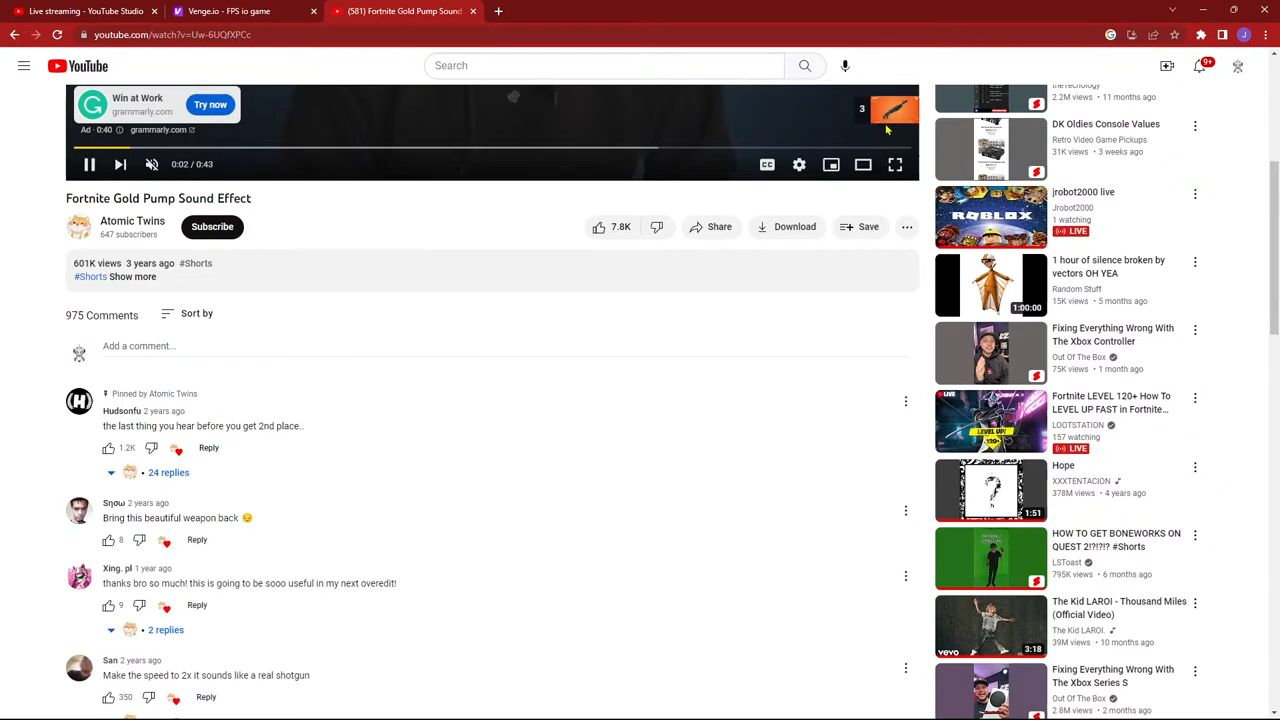 Live streaming - YouTube Studio
Venge.io - FPS io game
(581) Fortnite Gold Pump Sound
youtube.com/watch?v=Uw-6UQfXPCc
J
YouTube
Search
9+
Win at Work
grammarly.com
Try now
Ad · 0:40
grammarly.com
3
0:02 / 0:43
CC
Fortnite Gold Pump Sound Effect
Atomic Twins
647 subscribers
Subscribe
7.8K
Share
Download
Save
601K views 3 years ago #Shorts
#Shorts Show more
975 Comments
Sort by
Add a comment...
Pinned by Atomic Twins
Hudsonfu 2 years ago
the last thing you hear before you get 2nd place..
1.2K
Reply
24 replies
Sησω 2 years ago
Bring this beautiful weapon back 😔
8
Reply
Xing. pl 1 year ago
thanks bro so much! this is going to be sooo useful in my next overedit!
9
Reply
2 replies
San 2 years ago
Make the speed to 2x it sounds like a real shotgun
350
Reply
theTecnology
2.2M views • 11 months ago
DK Oldies Console Values
Retro Video Game Pickups
31K views • 3 weeks ago
ROBLOX
jrobot2000 live
Jrobot2000
1 watching
LIVE
1:00:00
1 hour of silence broken by
vectors OH YEA
Random Stuff
15K views • 5 months ago
Fixing Everything Wrong With
The Xbox Controller
Out Of The Box
75K views • 1 month ago
LIVE
LEVEL UP!
120+
Fortnite LEVEL 120+ How To
LEVEL UP FAST in Fortnite…
LOOTSTATION
157 watching
LIVE
?
1:51
Hope
XXXTENTACION
378M views • 4 years ago
HOW TO GET BONEWORKS ON
QUEST 2!?!?!? #Shorts
LSToast
795K views • 6 months ago
vevo
3:18
The Kid LAROI - Thousand Miles
(Official Video)
The Kid LAROI.
39M views • 10 months ago
Fixing Everything Wrong With
The Xbox Series S
Out Of The Box
2.8M views • 2 months ago